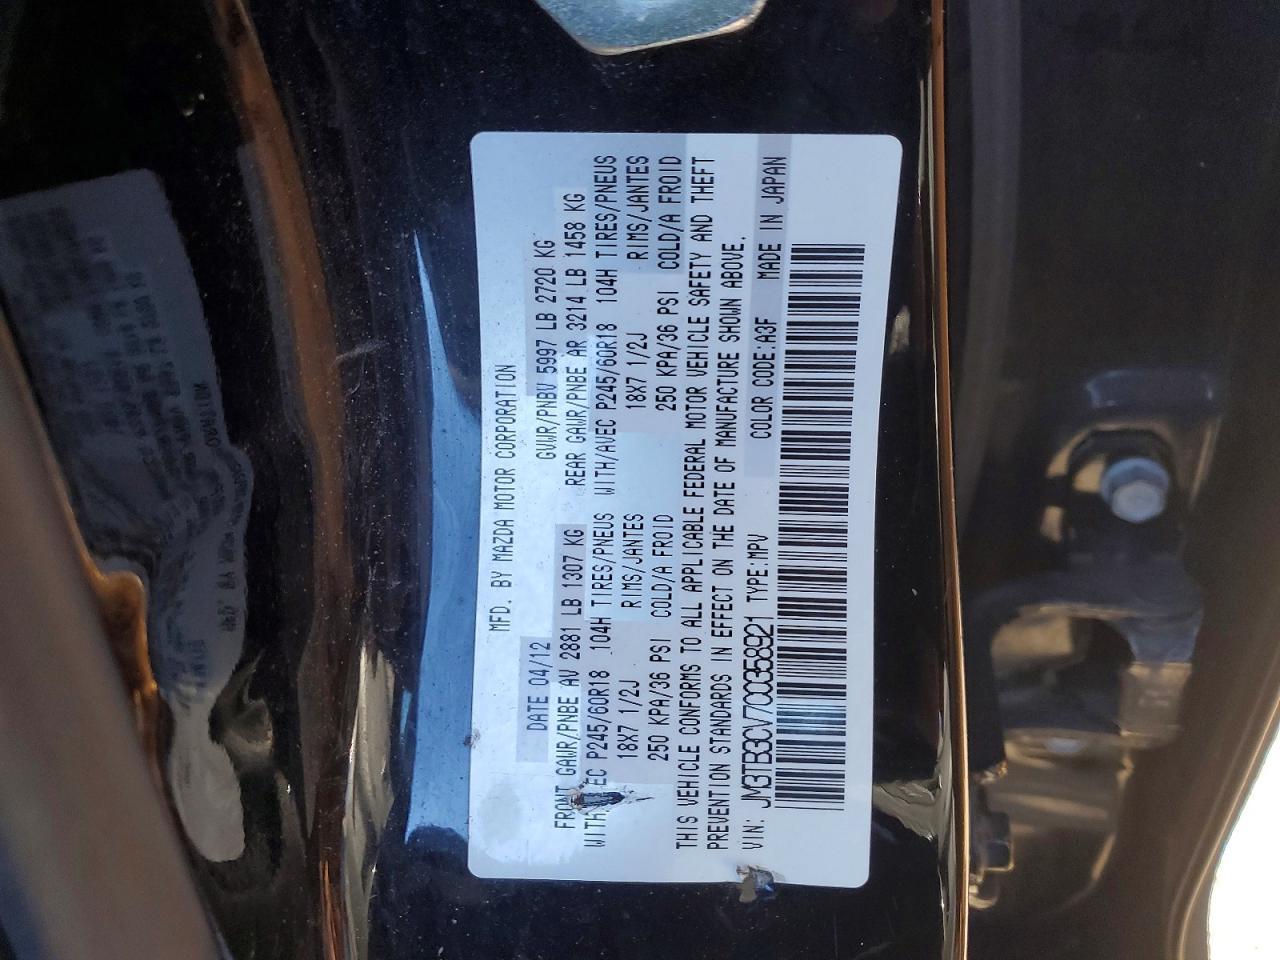 MFD. BY MAZDA MOTOR CORPORATION
DATE 04/12 GVWR/PNBV 5997 LB 2720 KG
FRONT GAWR/PNBE AV 2881 LB 1307 KG REAR GAWR/PNBE AR 3214 LB 1458 KG
EC P245/60R18 104H TIRES/PNEUS WITH/AVEC P245/60R18 104H TIRES/PNEUS
18X7 1/2J RIMS/JANTES 18X7 1/2J RIMS/JANTES
250 KPA/36 PSI COLD/A FROID 250 KPA/36 PSI COLD/A FROID
THIS VEHICLE CONFORMS TO ALL APPLICABLE FEDERAL MOTOR VEHICLE SAFETY AND THEFT
PREVENTION STANDARDS IN EFFECT ON THE DATE OF MANUFACTURE SHOWN ABOVE.
VIN: JM3TB3CV7C0358921 TYPE:MPV COLOR CODE:A3F MADE IN JAPAN